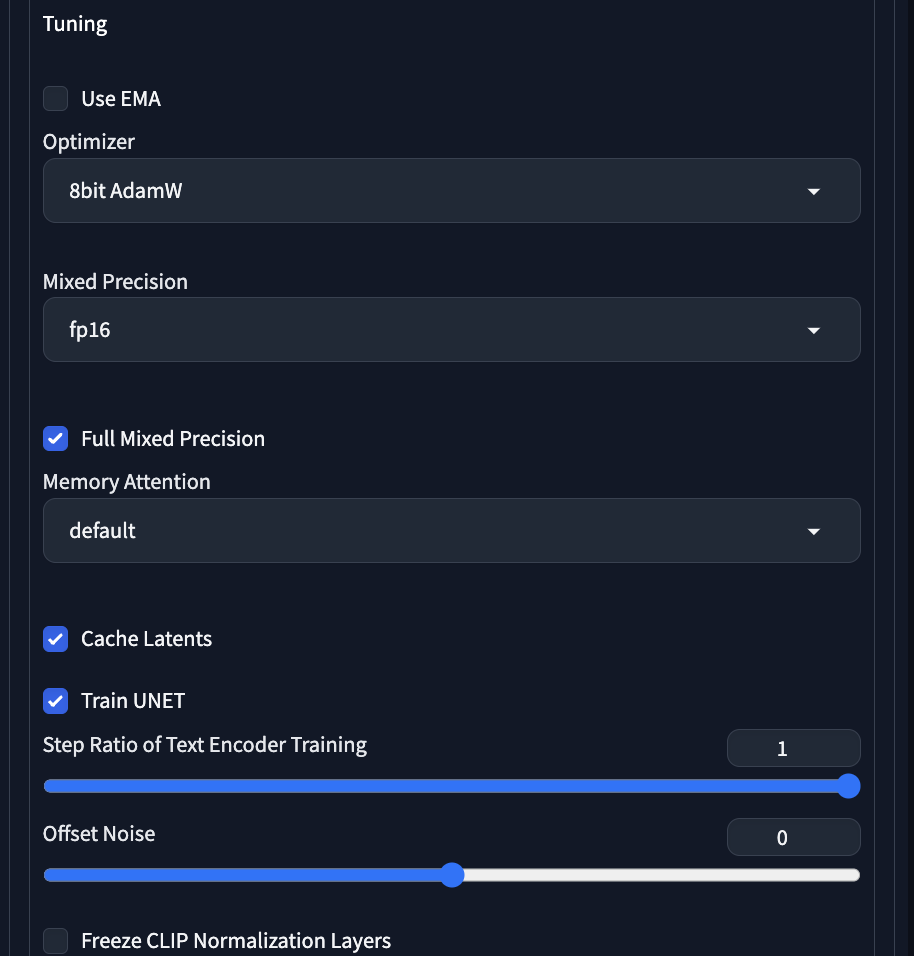 Tuning
Use EMA
Optimizer
8bit AdamW
Mixed Precision
fp16
Full Mixed Precision
Memory Attention
default
Cache Latents
Train UNET
Step Ratio of Text Encoder Training
1
Offset Noise
0
Freeze CLIP Normalization Layers